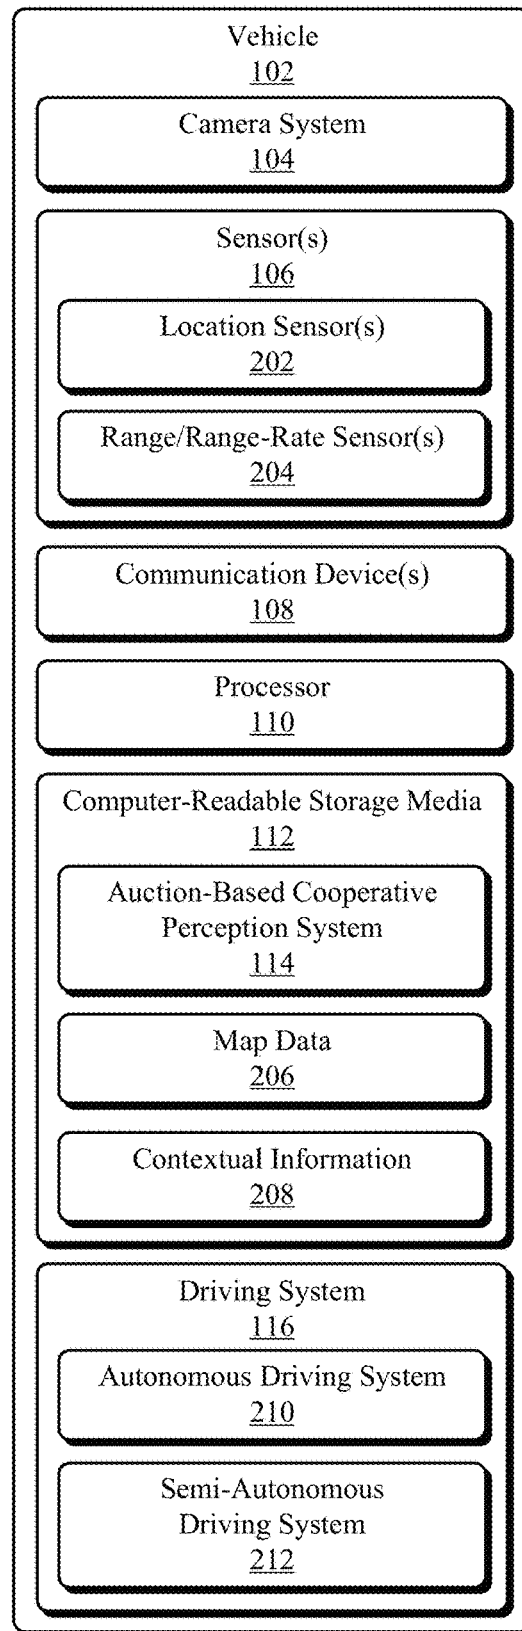 Vehicle
102
Camera System
104
Sensor(s)
106
Location Sensor(s)
202
Range/Range-Rate Sensor(s)
204
Communication Device(s)
108
Processor
110
Computer-Readable Storage Media
112
Auction-Based Cooperative
Perception System
114
Map Data
206
Contextual Information
208
Driving System
116
Autonomous Driving System
210
Semi-Autonomous
Driving System
212